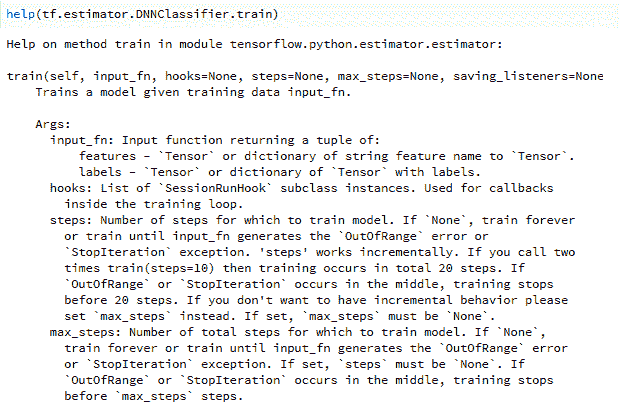 help(tf.estimator.DNNClassifier.train)
Help on method train in module tensorflow.python.estimator.estimator:
train(self, input_fn, hooks=None, steps=None, max_steps=None, saving_listeners=None
Trains a model given training data input_fn.
Args:
input_fn: Input function returning a tuple of:
features - `Tensor` or dictionary of string feature name to `Tensor`.
labels - `Tensor` or dictionary of `Tensor` with labels.
hooks: List of `SessionRunHook` subclass instances. Used for callbacks
inside the training loop.
steps: Number of steps for which to train model. If `None`, train forever
or train until input_fn generates the `OutOfRange` error or
`StopIteration` exception. 'steps' works incrementally. If you call two
times train(steps=10) then training occurs in total 20 steps. If
`OutOfRange` or `StopIteration` occurs in the middle, training stops
before 20 steps. If you don't want to have incremental behavior please
set `max_steps` instead. If set, `max_steps` must be `None`.
max_steps: Number of total steps for which to train model. If `None`,
train forever or train until input_fn generates the `OutOfRange` error
or `StopIteration` exception. If set, `steps` must be `None`. If
`OutOfRange` or `StopIteration` occurs in the middle, training stops
before `max_steps` steps.